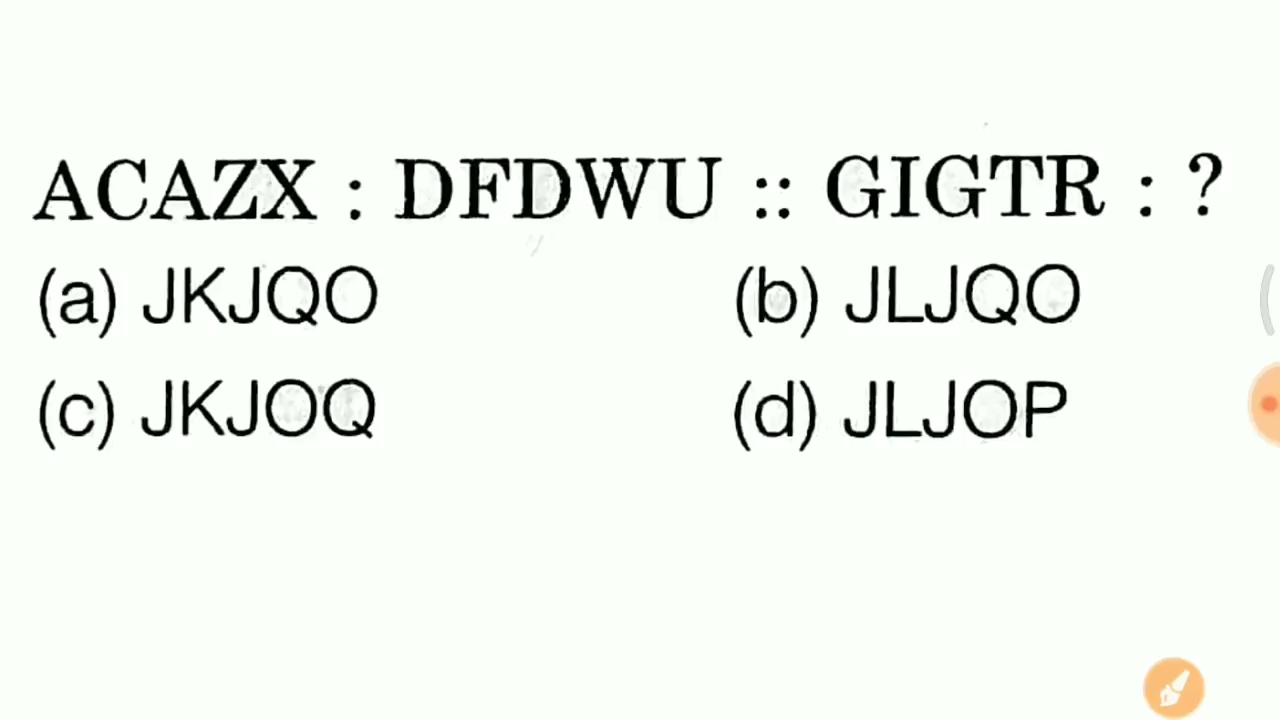 ACAZX : DFDWU :: GIGTR : ?
(a) JKJQO (b) JLJQO
(c) JKJOQ (d) JLJOP